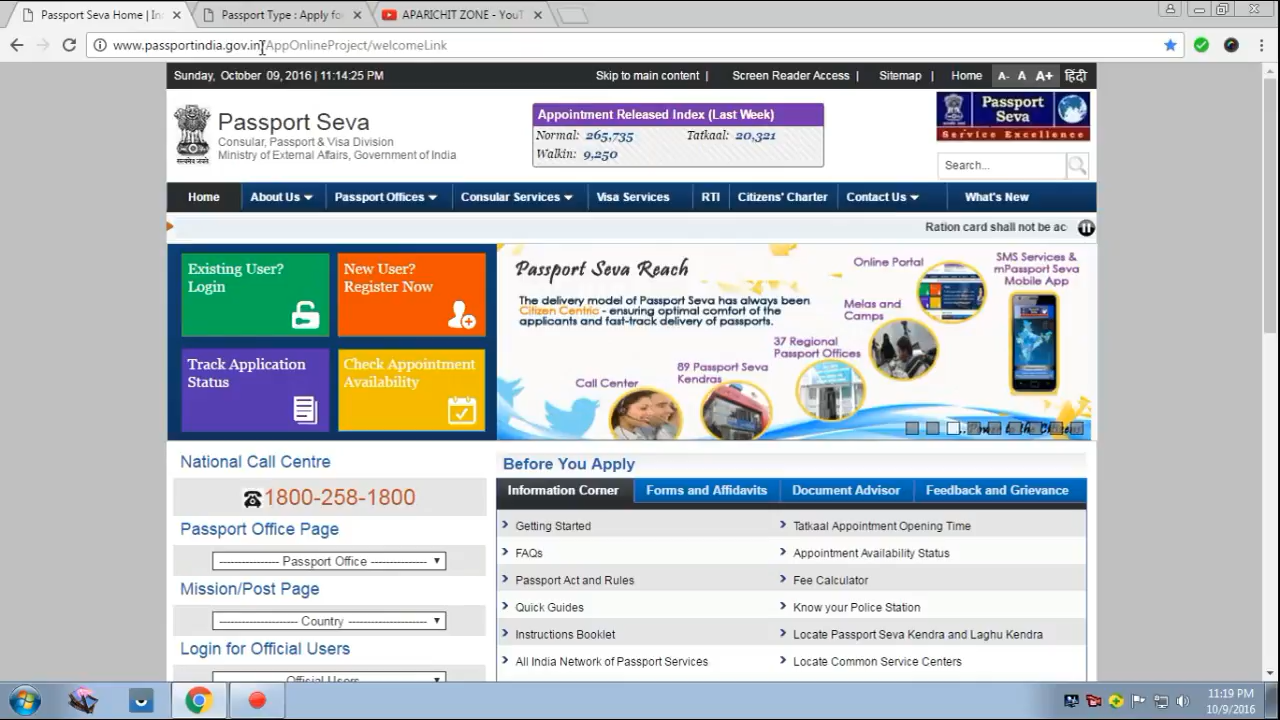 Passport Seva Home | In
Passport Type : Apply fo
APARICHIT ZONE - YouT
www.passportindia.gov.in/AppOnlineProject/welcomeLink
Sunday, October 09, 2016 | 11:14:25 PM
Skip to main content |
Screen Reader Access |
Sitemap |
Home
A-
A
A+
हिंदी
Passport Seva
Consular, Passport & Visa Division
Ministry of External Affairs, Government of India
Appointment Released Index (Last Week)
Normal: 265,735
Tatkaal: 20,321
Walkin: 9,250
Passport
Seva
Service Excellence
Search...
Home
About Us
Passport Offices
Consular Services
Visa Services
RTI
Citizens' Charter
Contact Us
What's New
Ration card shall not be ac
Existing User?
Login
New User?
Register Now
Track Application
Status
Check Appointment
Availability
Passport Seva Reach
The delivery model of Passport Seva has always been
Citizen Centric - ensuring optimal comfort of the
applicants and fast-track delivery of passports.
Online Portal
SMS Services &
mPassport Seva
Mobile App
Melas and
Camps
37 Regional
Passport Offices
89 Passport Seva
Kendras
Call Center
National Call Centre
1800-258-1800
Passport Office Page
---------------- Passport Office ---------------
Mission/Post Page
-------------------- Country --------------------
Login for Official Users
Official Users
Before You Apply
Information Corner
Forms and Affidavits
Document Advisor
Feedback and Grievance
Getting Started
Tatkaal Appointment Opening Time
FAQs
Appointment Availability Status
Passport Act and Rules
Fee Calculator
Quick Guides
Know your Police Station
Instructions Booklet
Locate Passport Seva Kendra and Laghu Kendra
All India Network of Passport Services
Locate Common Service Centers
11:19 PM
10/9/2016